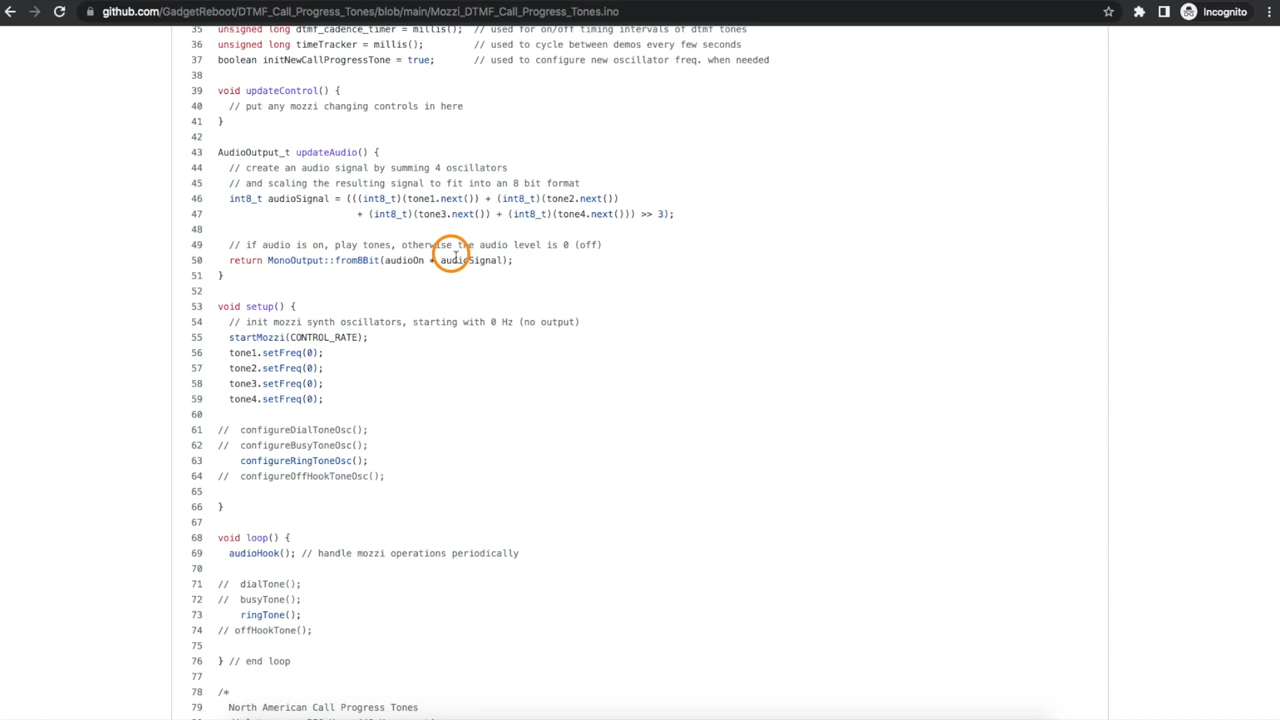 github.com/GadgetReboot/DTMF_Call_Progress_Tones/blob/main/Mozzi_DTMF_Call_Progress_Tones.ino
Incognito
35 unsigned long dtmf_cadence_timer = millis(); // used for on/off timing intervals of dtmf tones
36 unsigned long timeTracker = millis(); // used to cycle between demos every few seconds
37 boolean initNewCallProgressTone = true; // used to configure new oscillator freq. when needed
38
39 void updateControl() {
40 // put any mozzi changing controls in here
41 }
42
43 AudioOutput_t updateAudio() {
44 // create an audio signal by summing 4 oscillators
45 // and scaling the resulting signal to fit into an 8 bit format
46 int8_t audioSignal = (((int8_t)(tone1.next()) + (int8_t)(tone2.next())
47 + (int8_t)(tone3.next()) + (int8_t)(tone4.next())) >> 3);
48
49 // if audio is on, play tones, otherwise the audio level is 0 (off)
50 return MonoOutput::from8Bit(audioOn * audioSignal);
51 }
52
53 void setup() {
54 // init mozzi synth oscillators, starting with 0 Hz (no output)
55 startMozzi(CONTROL_RATE);
56 tone1.setFreq(0);
57 tone2.setFreq(0);
58 tone3.setFreq(0);
59 tone4.setFreq(0);
60
61 // configureDialToneOsc();
62 // configureBusyToneOsc();
63 configureRingToneOsc();
64 // configureOffHookToneOsc();
65
66 }
67
68 void loop() {
69 audioHook(); // handle mozzi operations periodically
70
71 // dialTone();
72 // busyTone();
73 ringTone();
74 // offHookTone();
75
76 } // end loop
77
78 /*
79 North American Call Progress Tones